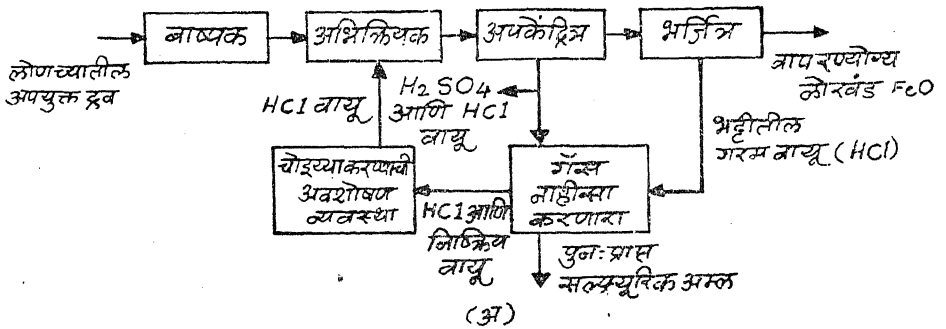 बाष्पक
अभिक्रियक
अपकेंद्रित्र
भर्जित्र
लोणच्यातील
अपयुक्त द्रव
HCl वायू
H₂SO₄
आणि HCl
वायू
वापरण्योग्य
लोखंड FeO
भट्टीतील
गरम वायू (HCl)
अवशोषण
व्यवस्था
HCl आणि
निष्क्रिय
वायू
गॅस
नाहीन्सा
करणारा
पुनःप्राप्त
सल्फ्यूरिक अम्ल
(अ)